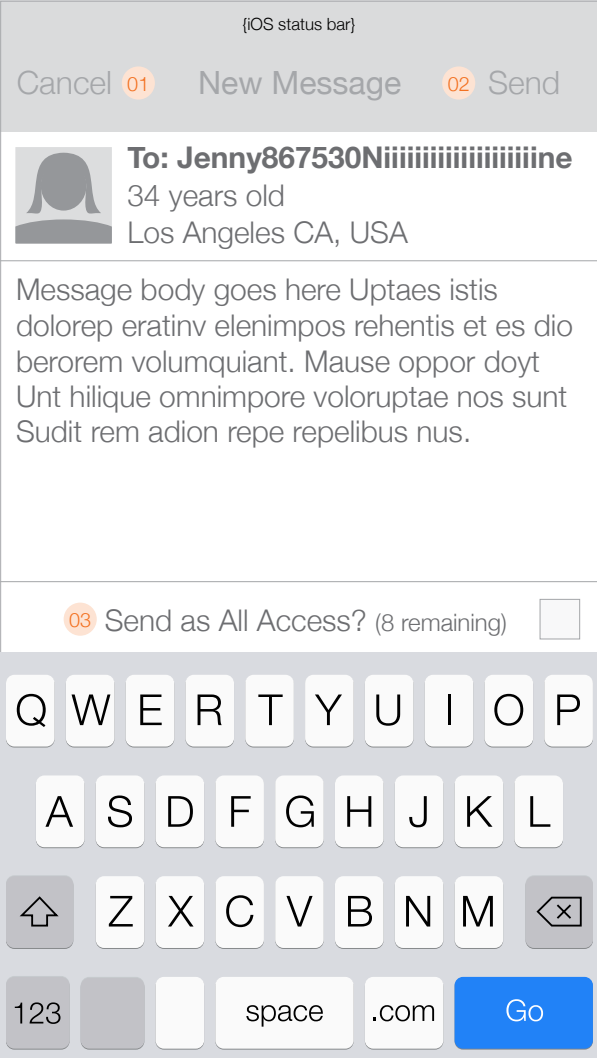 {iOS status bar}
Cancel 01 New Message 02 Send
To: Jenny867530Niiiiiiiiiiiiiiiiiiiine
34 years old
Los Angeles CA, USA
Message body goes here Uptaes istis
dolorep eratinv elenimpos rehentis et es dio
berorem volumquiant. Mause oppor doyt
Unt hilique omnimpore voloruptae nos sunt
Sudit rem adion repe repelibus nus.
03 Send as All Access? (8 remaining)
Q W E R T Y U I O P
A S D F G H J K L
Z X C V B N M
123 space .com Go